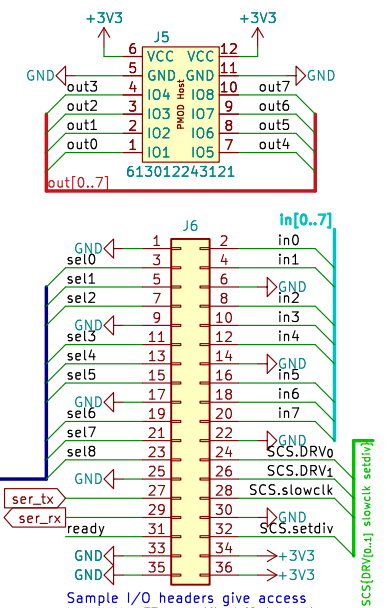 +3V3 +3V3
J5
6 VCC VCC 12
GND 5 GND GND 11 GND
out3 4 IO4 IO8 10 out7
out2 3 IO3 IO7 9 out6
out1 2 IO2 IO6 8 out5
out0 1 IO1 IO5 7 out4
PMOD Host
613012243121
out[0..7]
in[0..7]
J6
GND 1 2 in0
sel0 3 4 in1
sel1 5 6 GND
sel2 7 8 in2
GND 9 10 in3
sel3 11 12 in4
sel4 13 14 GND
sel5 15 16 in5
GND 17 18 in6
sel6 19 20 in7
sel7 21 22 GND
sel8 23 24 SCS.DRV0
GND 25 26 SCS.DRV1
ser_tx 27 28 SCS.slowclk
ser_rx 29 30 GND
ready 31 32 SCS.setdiv
GND 33 34 +3V3
GND 35 36 +3V3
SCS{DRV[0..1] slowclk setdiv}
Sample I/O headers give access